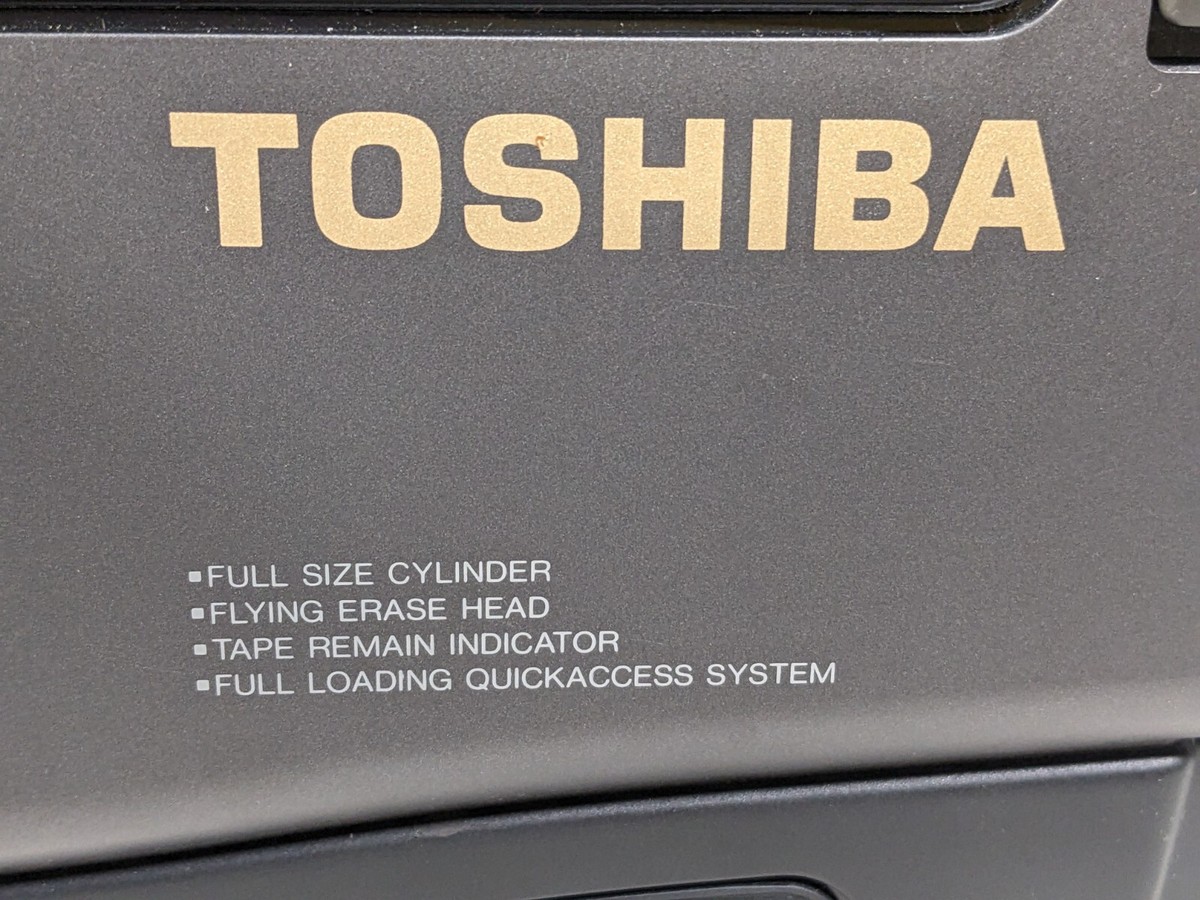 TOSHIBA
▪FULL SIZE CYLINDER
▪FLYING ERASE HEAD
▪TAPE REMAIN INDICATOR
▪FULL LOADING QUICKACCESS SYSTEM